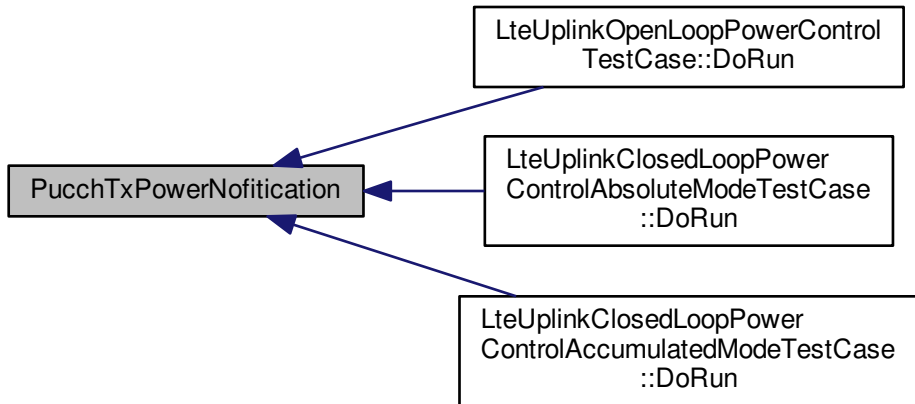 LteUplinkOpenLoopPowerControl
TestCase::DoRun
PucchTxPowerNofitication
LteUplinkClosedLoopPower
ControlAbsoluteModeTestCase
::DoRun
LteUplinkClosedLoopPower
ControlAccumulatedModeTestCase
::DoRun